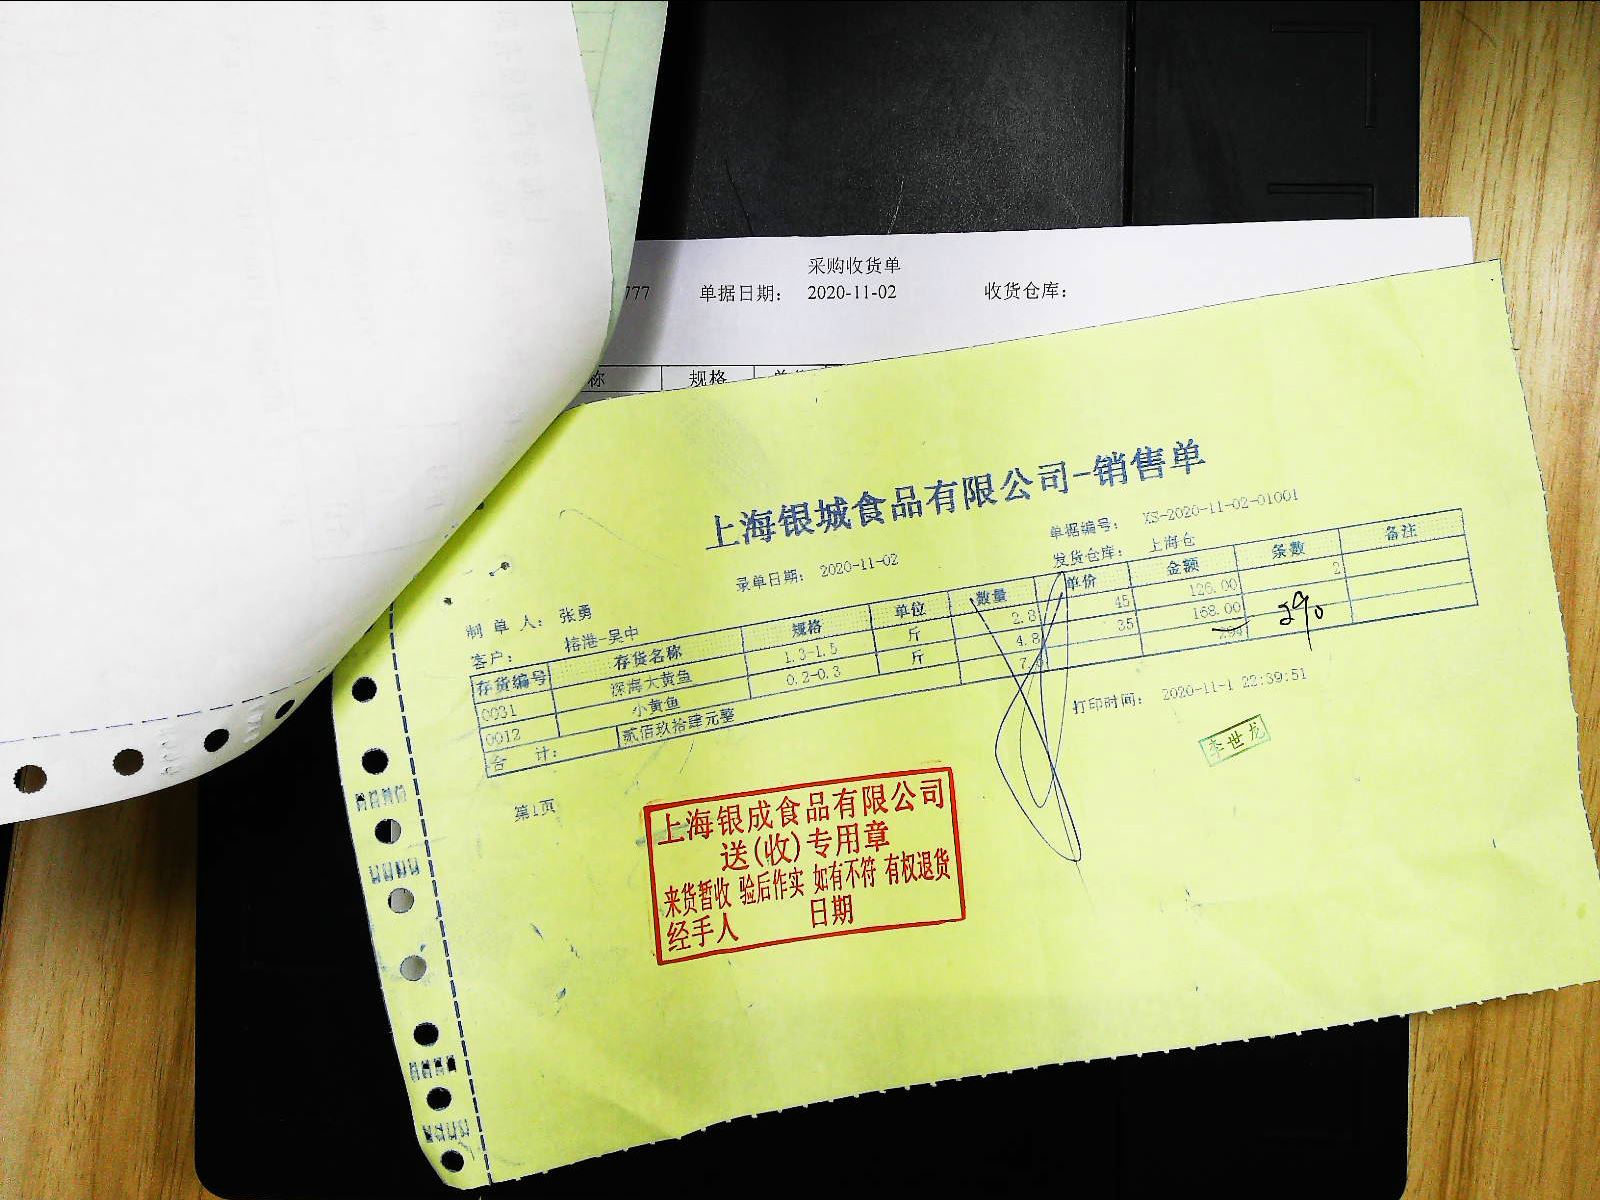 采购收货单
777 单据日期: 2020-11-02 收货仓库:
称 规格
上海银城食品有限公司-销售单
单据编号: XS-2020-11-02-01001
录单日期: 2020-11-02 发货仓库: 上海仓
制 单 人: 张勇
客户: 榕港 吴中
存货编号 存货名称 规格 单位 数量 单价 金额 条数 备注
0031 深海大黄鱼 1.3-1.5 斤 2.8 45 126.00 2
0012 小黄鱼 0.2-0.3 斤 4.8 35 168.00
合 计: 贰佰玖拾肆元整 7.6 294 290
打印时间: 2020-11-1 22:39:51
第1页
李世龙
上海银成食品有限公司
送(收)专用章
来货暂收 验后作实 如有不符 有权退货
经手人 日期